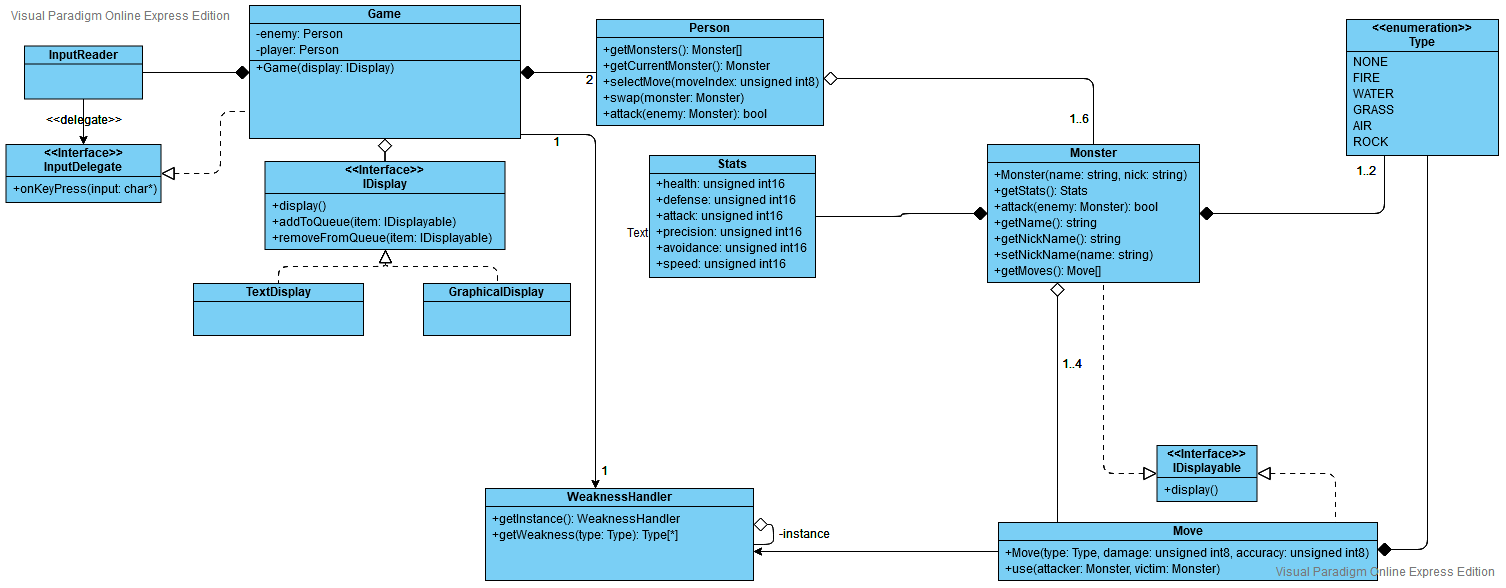 Visual Paradigm Online Express Edition
Game
-enemy: Person
-player: Person
+Game(display: IDisplay)
InputReader
<<delegate>>
<<Interface>>
InputDelegate
+onKeyPress(input: char*)
2
1
Person
+getMonsters(): Monster[]
+getCurrentMonster(): Monster
+selectMove(moveIndex: unsigned int8)
+swap(monster: Monster)
+attack(enemy: Monster): bool
1..6
<<enumeration>>
Type
NONE
FIRE
WATER
GRASS
AIR
ROCK
1..2
<<Interface>>
IDisplay
+display()
+addToQueue(item: IDisplayable)
+removeFromQueue(item: IDisplayable)
TextDisplay
GraphicalDisplay
Text
Stats
+health: unsigned int16
+defense: unsigned int16
+attack: unsigned int16
+precision: unsigned int16
+avoidance: unsigned int16
+speed: unsigned int16
Monster
+Monster(name: string, nick: string)
+getStats(): Stats
+attack(enemy: Monster): bool
+getName(): string
+getNickName(): string
+setNickName(name: string)
+getMoves(): Move[]
1..4
<<Interface>>
IDisplayable
+display()
1
WeaknessHandler
+getInstance(): WeaknessHandler
+getWeakness(type: Type): Type[*]
-instance
Move
+Move(type: Type, damage: unsigned int8, accuracy: unsigned int8)
+use(attacker: Monster, victim: Monster)
Visual Paradigm Online Express Edition